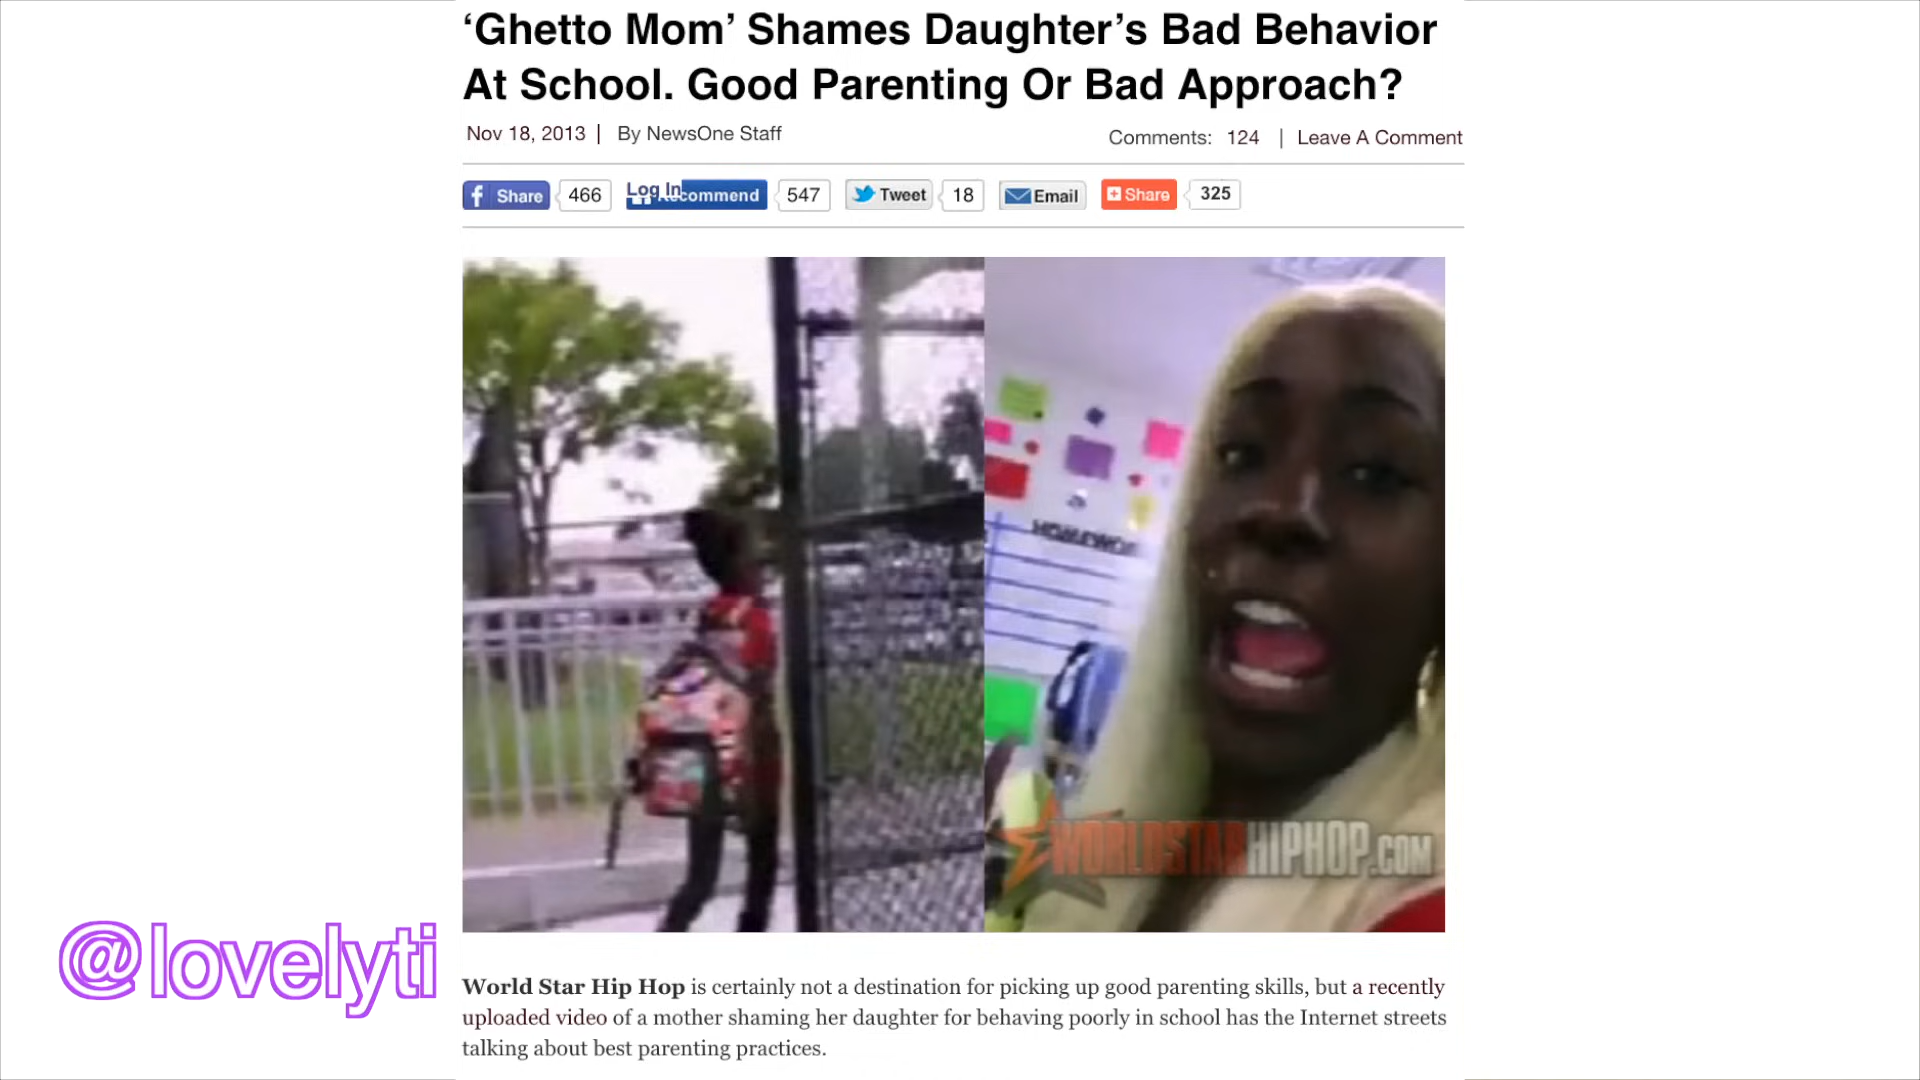 ‘Ghetto Mom’ Shames Daughter’s Bad Behavior
At School. Good Parenting Or Bad Approach?
Nov 18, 2013 | By NewsOne Staff
Comments: 124 | Leave A Comment
f Share 466 Log In commend 547 Tweet 18 Email Share 325
HOMEWO
WORLDSTARHIPHOP.COM
@lovelyti
World Star Hip Hop is certainly not a destination for picking up good parenting skills, but a recently
uploaded video of a mother shaming her daughter for behaving poorly in school has the Internet streets
talking about best parenting practices.